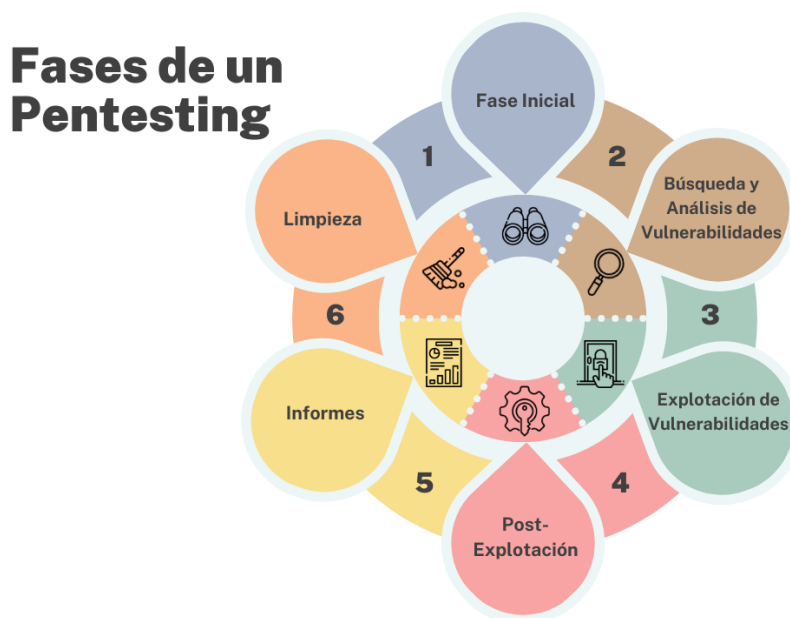 Fases de un
Pentesting
1
Fase Inicial
2
Búsqueda y
Análisis de
Vulnerabilidades
3
Explotación de
Vulnerabilidades
4
Post-
Explotación
5
Informes
6
Limpieza